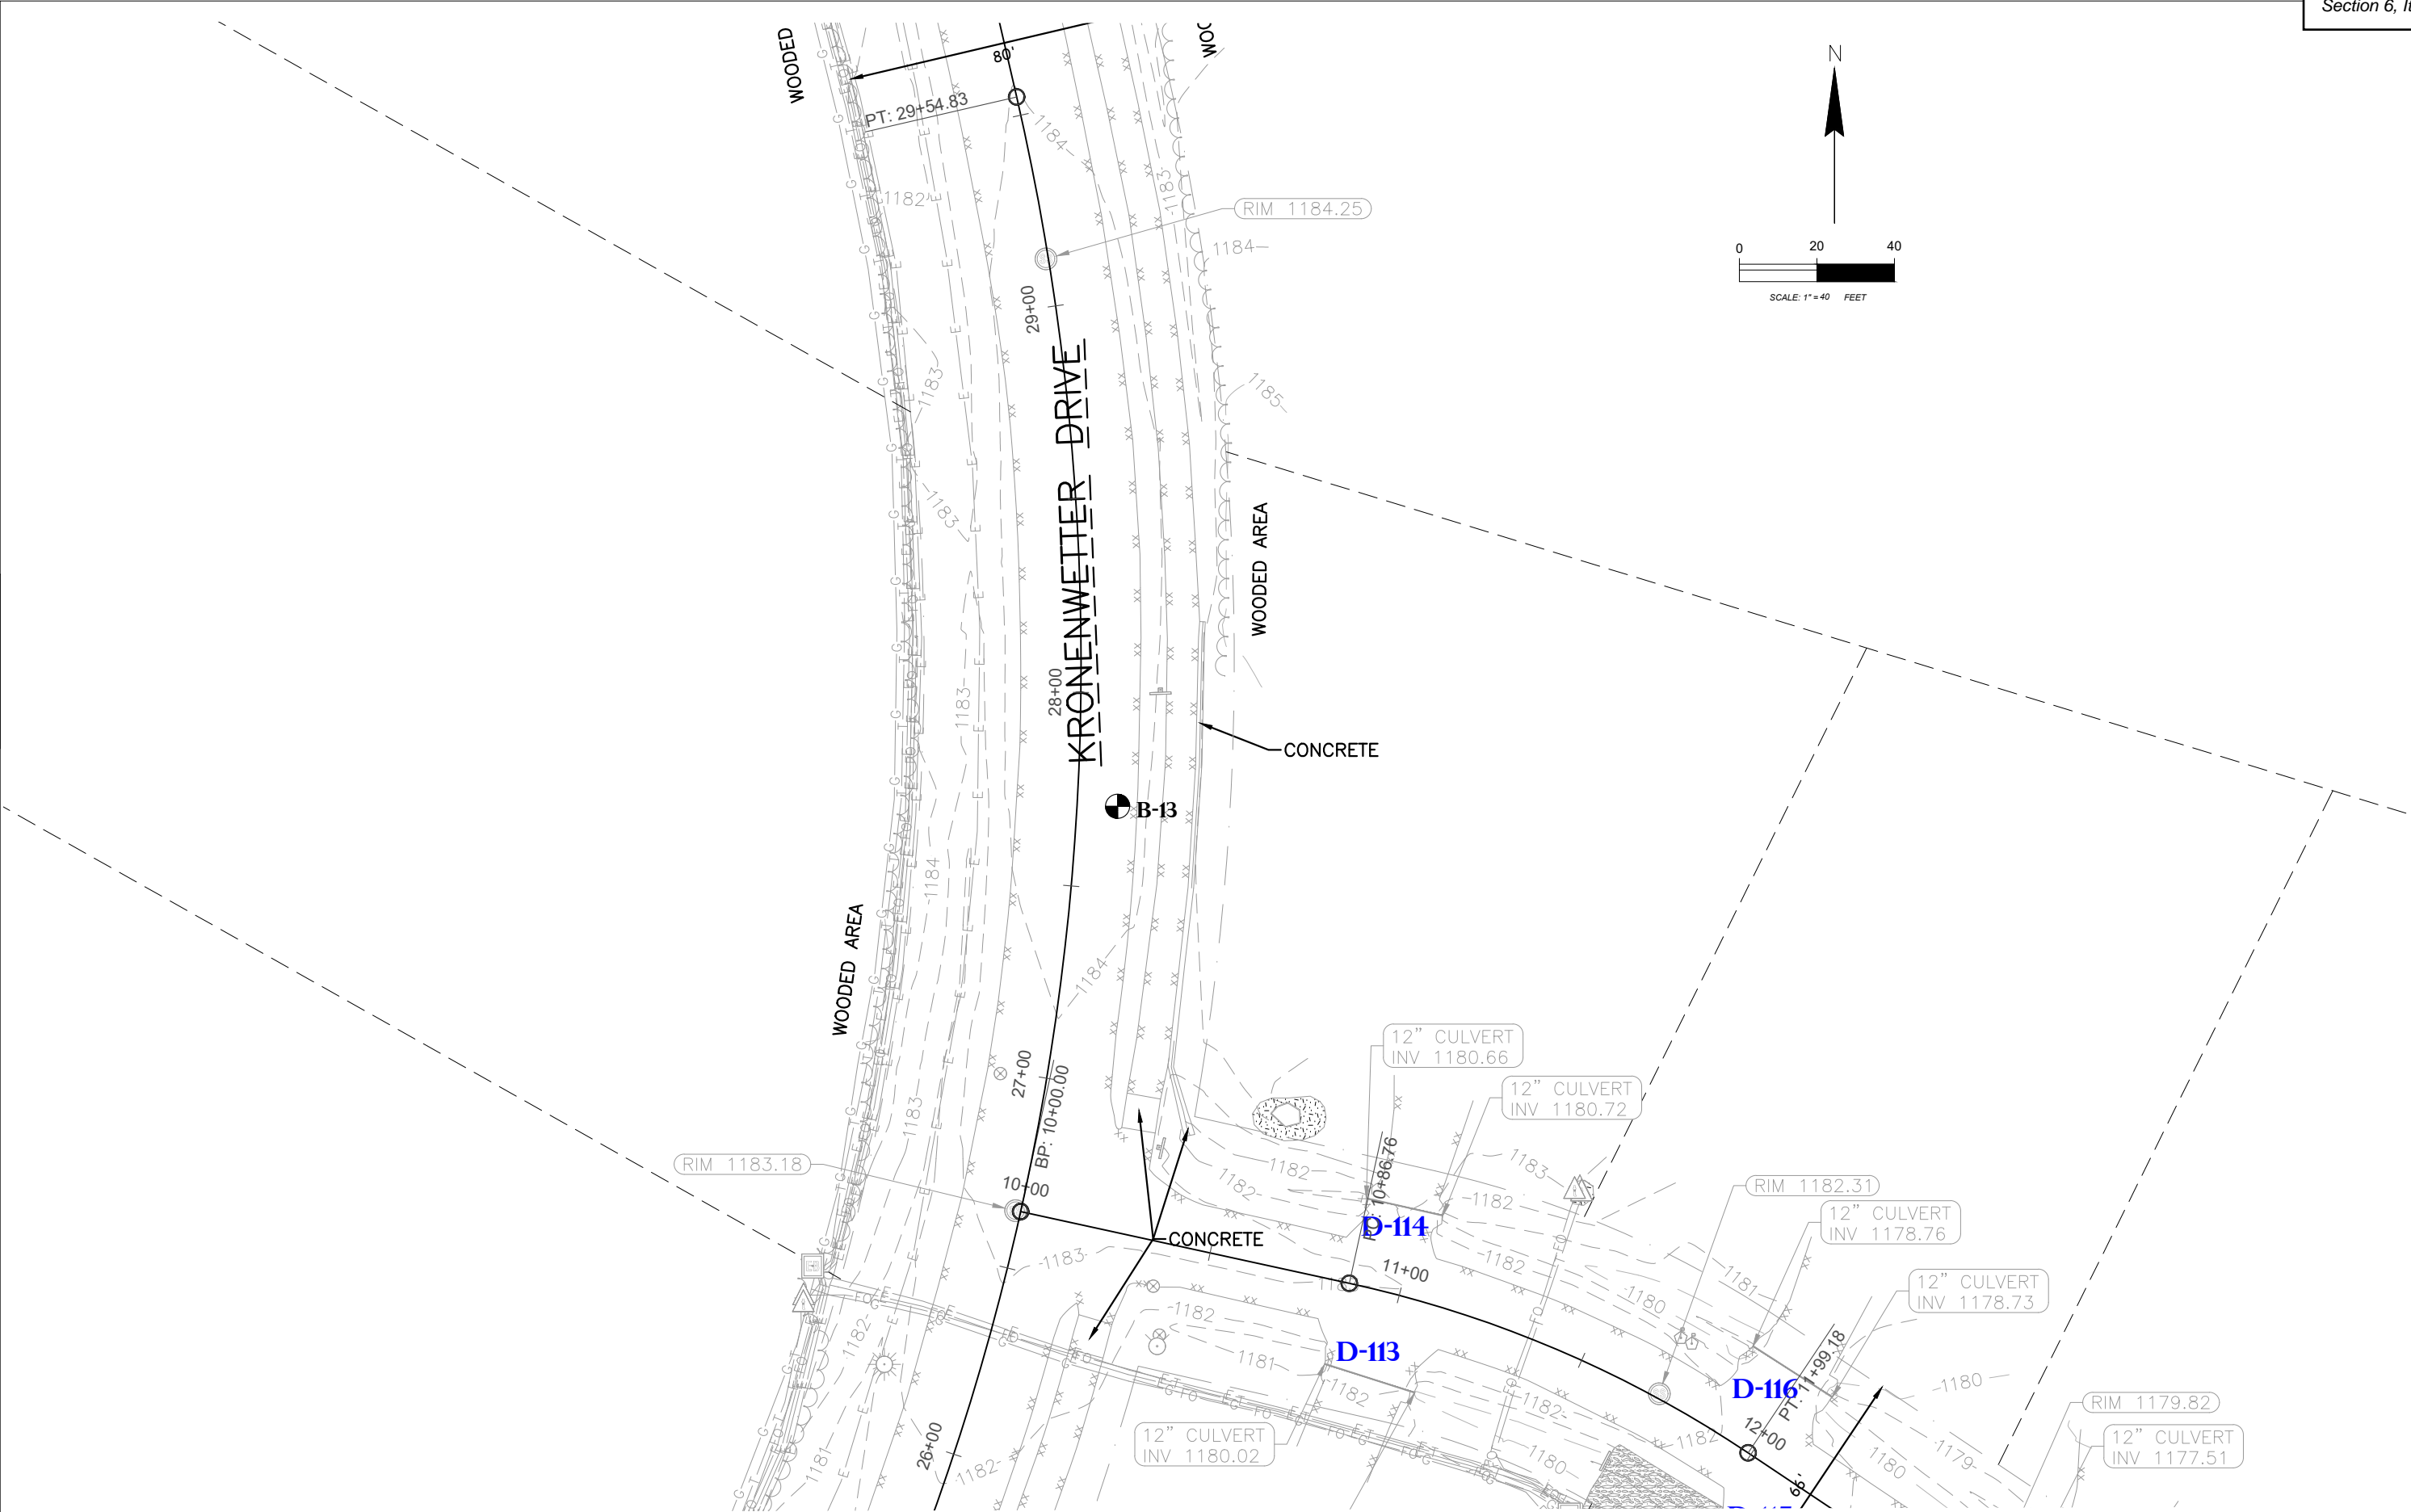 Section 6, It
WOODED
WOO
80'
N
PT: 29+54.83
1184
1182
1183
RIM 1184.25
1184
0 20 40
SCALE: 1" = 40 FEET
29+00
1183
1185
KRONENWETTER DRIVE
1183
WOODED AREA
28+00
1183
CONCRETE
B-13
1184
WOODED AREA
1184
12” CULVERT
INV 1180.66
27+00
12” CULVERT
INV 1180.72
BP: 10+00.00
1183
RIM 1183.18
10+86.76
1182
1183
1182
1182
10+00
RIM 1182.31
12” CULVERT
INV 1178.76
D-114
CONCRETE
1183
1182
11+00
1181
12” CULVERT
INV 1178.73
1180
1182
1182
1181
D-113
1182
D-116
PT: 11+99.18
1180
RIM 1179.82
1182
12” CULVERT
INV 1180.02
12+00
12” CULVERT
INV 1177.51
26+00
1181
1182
1180
1182
66'
1180
1179